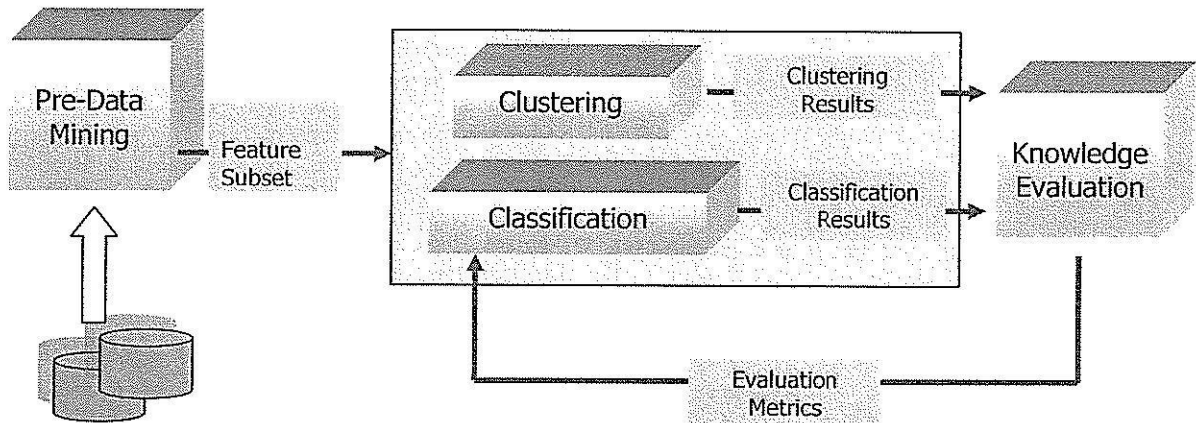 Pre-Data
Mining
Feature
Subset
Clustering
Clustering
Results
Classification
Classification
Results
Knowledge
Evaluation
Evaluation
Metrics